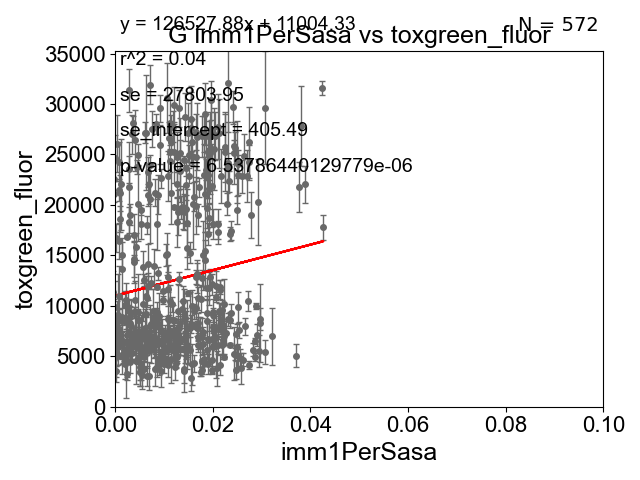 y = 126527.88x + 11004.33
N = 572
G Imm1PerSasa vs toxgreen_fluor
r^2 = 0.04
se = 27803.95
se_intercept = 405.49
p-value = 6.53786440129779e-06
35000
30000
25000
20000
15000
10000
5000
0
toxgreen_fluor
0.00 0.02 0.04 0.06 0.08 0.10
imm1PerSasa